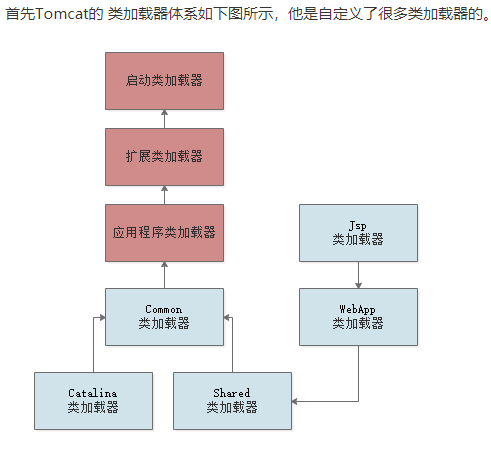 首先Tomcat的 类加载器体系如下图所示，他是自定义了很多类加载器的。
启动类加载器
扩展类加载器
应用程序类加载器
Jsp
类加载器
Common
类加载器
WebApp
类加载器
Catalina
类加载器
Shared
类加载器